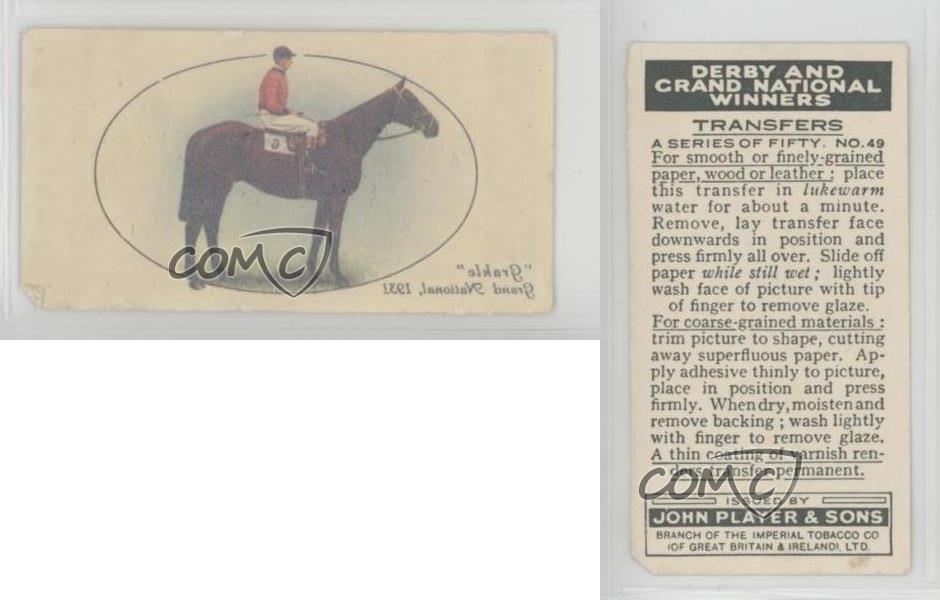 "Grakle"
Grand National, 1931
6
COMC
DERBY AND
GRAND NATIONAL
WINNERS
TRANSFERS
A SERIES OF FIFTY. NO. 49
For smooth or finely-grained
paper, wood or leather : place
this transfer in lukewarm
water for about a minute.
Remove, lay transfer face
downwards in position and
press firmly all over. Slide off
paper while still wet ; lightly
wash face of picture with tip
of finger to remove glaze.
For coarse-grained materials :
trim picture to shape, cutting
away superfluous paper. Ap-
ply adhesive thinly to picture,
place in position and press
firmly. When dry, moisten and
remove backing ; wash lightly
with finger to remove glaze.
A thin coating of varnish ren-
ders transfer permanent.
COMC
ISSUED BY
JOHN PLAYER & SONS
BRANCH OF THE IMPERIAL TOBACCO CO
(OF GREAT BRITAIN & IRELAND), LTD.